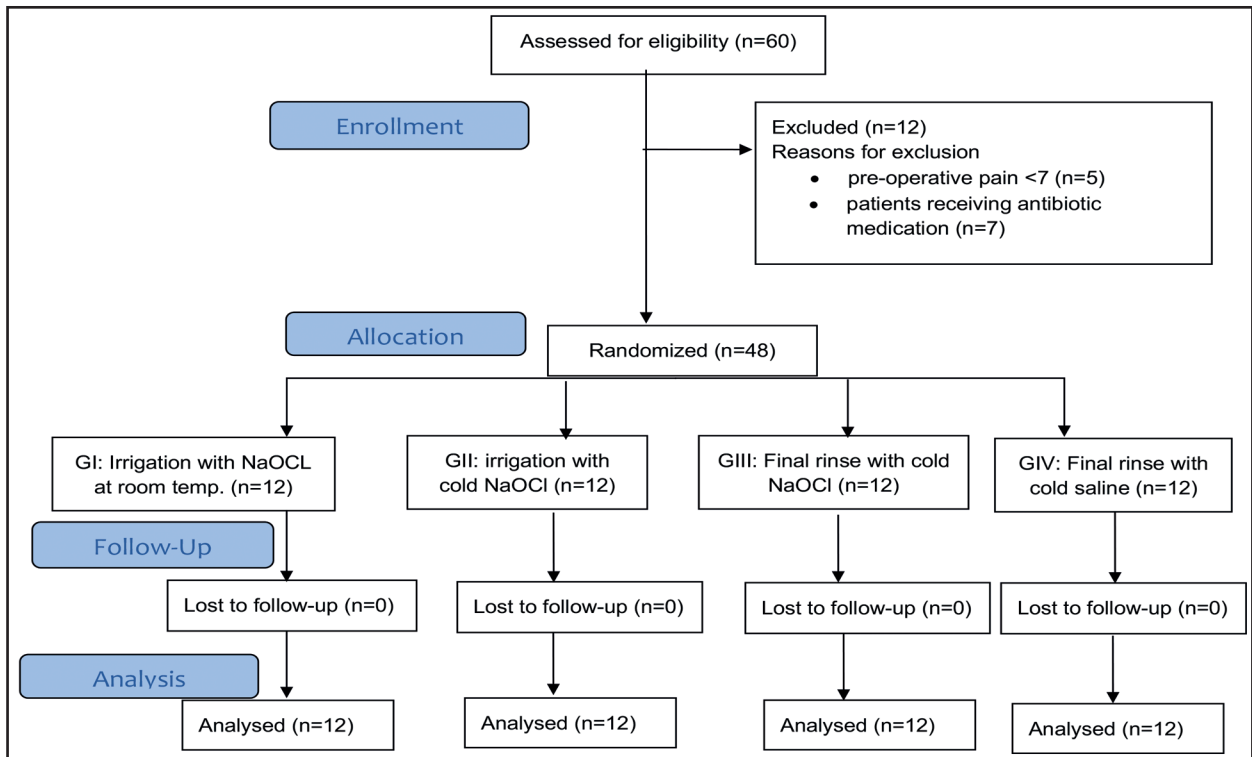 Assessed for eligibility (n=60)
Enrollment
Excluded (n=12)
Reasons for exclusion
• pre-operative pain <7 (n=5)
• patients receiving antibiotic
medication (n=7)
Allocation
Randomized (n=48)
GI: Irrigation with NaOCL
at room temp. (n=12)
GII: irrigation with
cold NaOCl (n=12)
GIII: Final rinse with cold
NaOCl (n=12)
GIV: Final rinse with
cold saline (n=12)
Follow-Up
Lost to follow-up (n=0)
Lost to follow-up (n=0)
Lost to follow-up (n=0)
Lost to follow-up (n=0)
Analysis
Analysed (n=12)
Analysed (n=12)
Analysed (n=12)
Analysed (n=12)